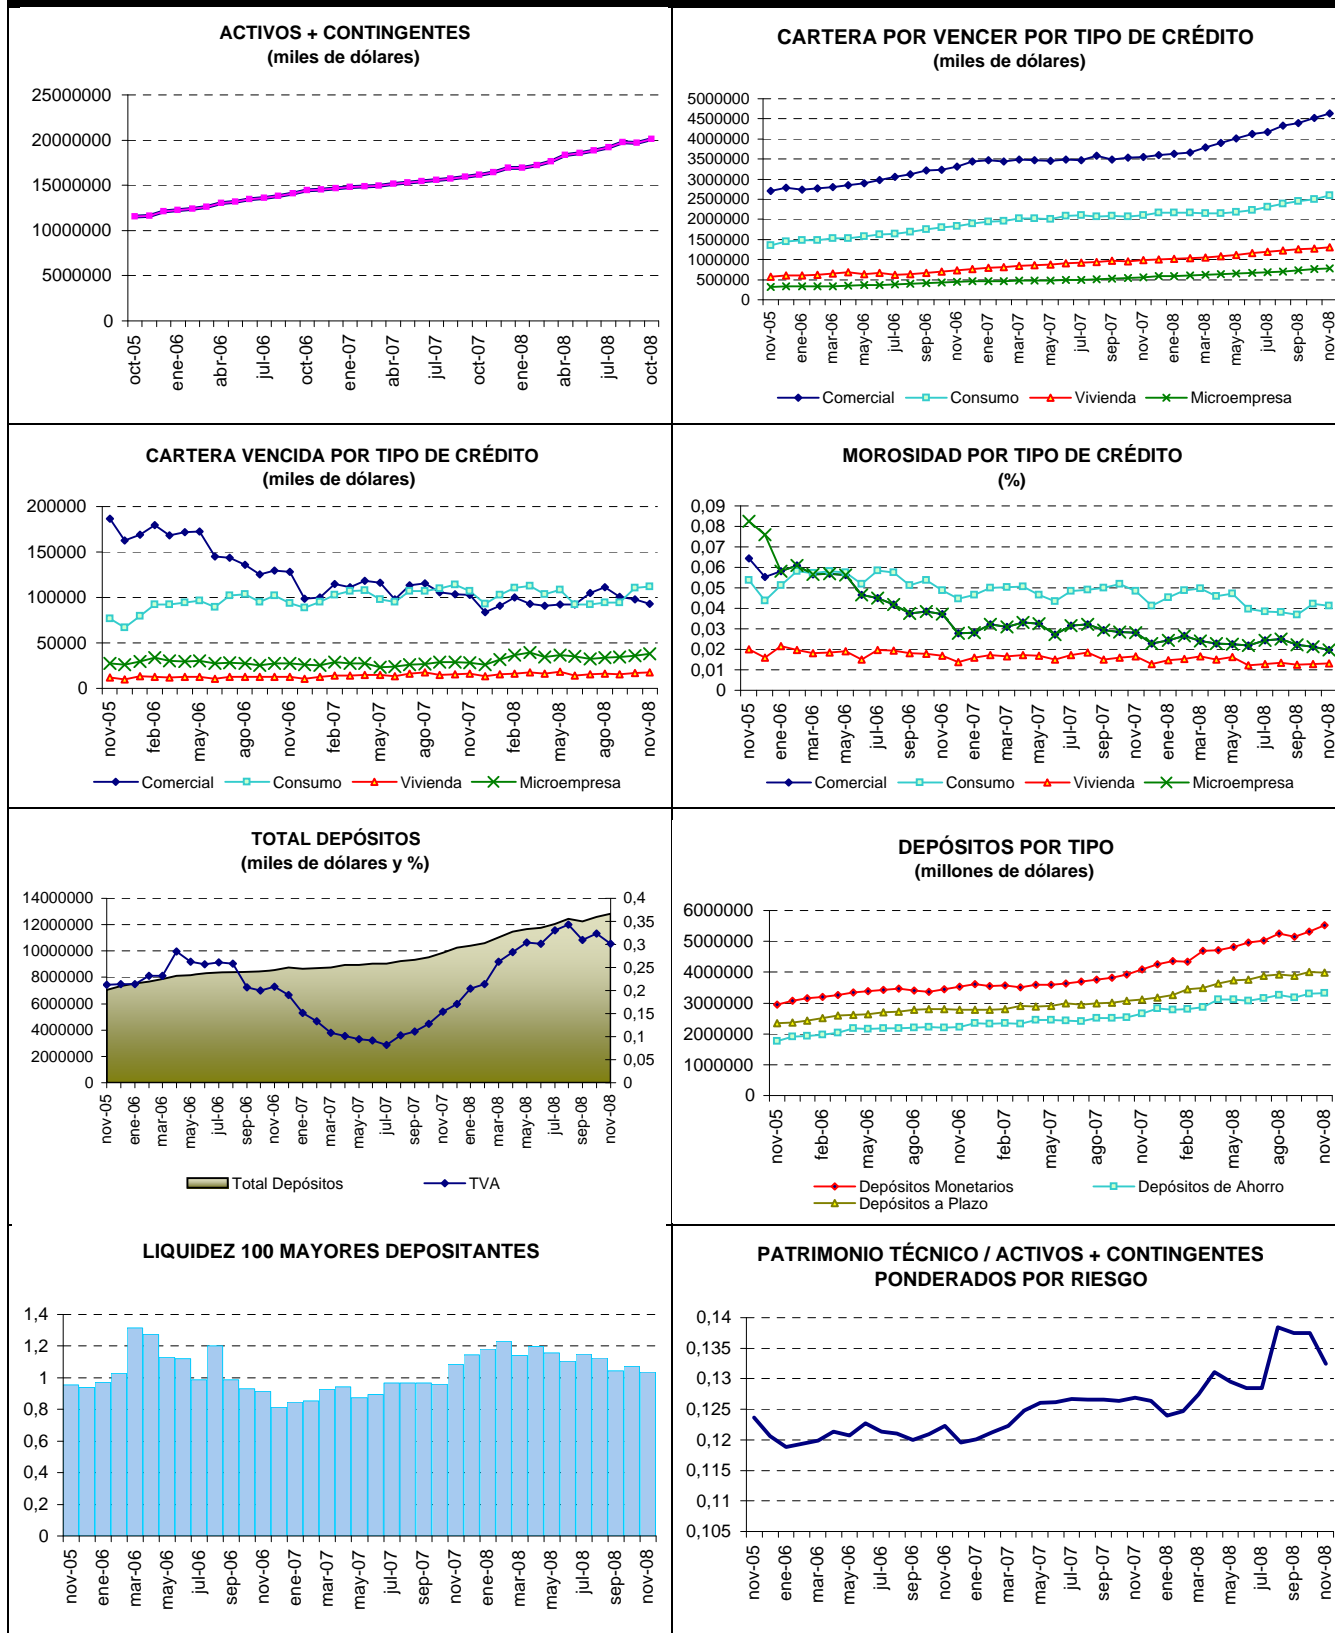 ACTIVOS + CONTINGENTES
(miles de dólares)
25000000
20000000
15000000
10000000
5000000
0
oct-05
ene-06
abr-06
jul-06
oct-06
ene-07
abr-07
jul-07
oct-07
ene-08
abr-08
jul-08
oct-08
CARTERA POR VENCER POR TIPO DE CRÉDITO
(miles de dólares)
5000000
4500000
4000000
3500000
3000000
2500000
2000000
1500000
1000000
500000
0
nov-05
ene-06
mar-06
may-06
jul-06
sep-06
nov-06
ene-07
mar-07
may-07
jul-07
sep-07
nov-07
ene-08
mar-08
may-08
jul-08
sep-08
nov-08
Comercial Consumo Vivienda Microempresa
CARTERA VENCIDA POR TIPO DE CRÉDITO
(miles de dólares)
200000
150000
100000
50000
0
nov-05
feb-06
may-06
ago-06
nov-06
feb-07
may-07
ago-07
nov-07
feb-08
may-08
ago-08
nov-08
Comercial Consumo Vivienda Microempresa
MOROSIDAD POR TIPO DE CRÉDITO
(%)
0,09
0,08
0,07
0,06
0,05
0,04
0,03
0,02
0,01
0
nov-05
ene-06
mar-06
may-06
jul-06
sep-06
nov-06
ene-07
mar-07
may-07
jul-07
sep-07
nov-07
ene-08
mar-08
may-08
jul-08
sep-08
nov-08
Comercial Consumo Vivienda Microempresa
TOTAL DEPÓSITOS
(miles de dólares y %)
14000000
12000000
10000000
8000000
6000000
4000000
2000000
0
0,4
0,35
0,3
0,25
0,2
0,15
0,1
0,05
0
nov-05
ene-06
mar-06
may-06
jul-06
sep-06
nov-06
ene-07
mar-07
may-07
jul-07
sep-07
nov-07
ene-08
mar-08
may-08
jul-08
sep-08
nov-08
Total Depósitos TVA
DEPÓSITOS POR TIPO
(millones de dólares)
6000000
5000000
4000000
3000000
2000000
1000000
0
nov-05
feb-06
may-06
ago-06
nov-06
feb-07
may-07
ago-07
nov-07
feb-08
may-08
ago-08
nov-08
Depósitos Monetarios Depósitos de Ahorro
Depósitos a Plazo
LIQUIDEZ 100 MAYORES DEPOSITANTES
1,4
1,2
1
0,8
0,6
0,4
0,2
0
nov-05
ene-06
mar-06
may-06
jul-06
sep-06
nov-06
ene-07
mar-07
may-07
jul-07
sep-07
nov-07
ene-08
mar-08
may-08
jul-08
sep-08
nov-08
PATRIMONIO TÉCNICO / ACTIVOS + CONTINGENTES
PONDERADOS POR RIESGO
0,14
0,135
0,13
0,125
0,12
0,115
0,11
0,105
nov-05
ene-06
mar-06
may-06
jul-06
sep-06
nov-06
ene-07
mar-07
may-07
jul-07
sep-07
nov-07
ene-08
mar-08
may-08
jul-08
sep-08
nov-08